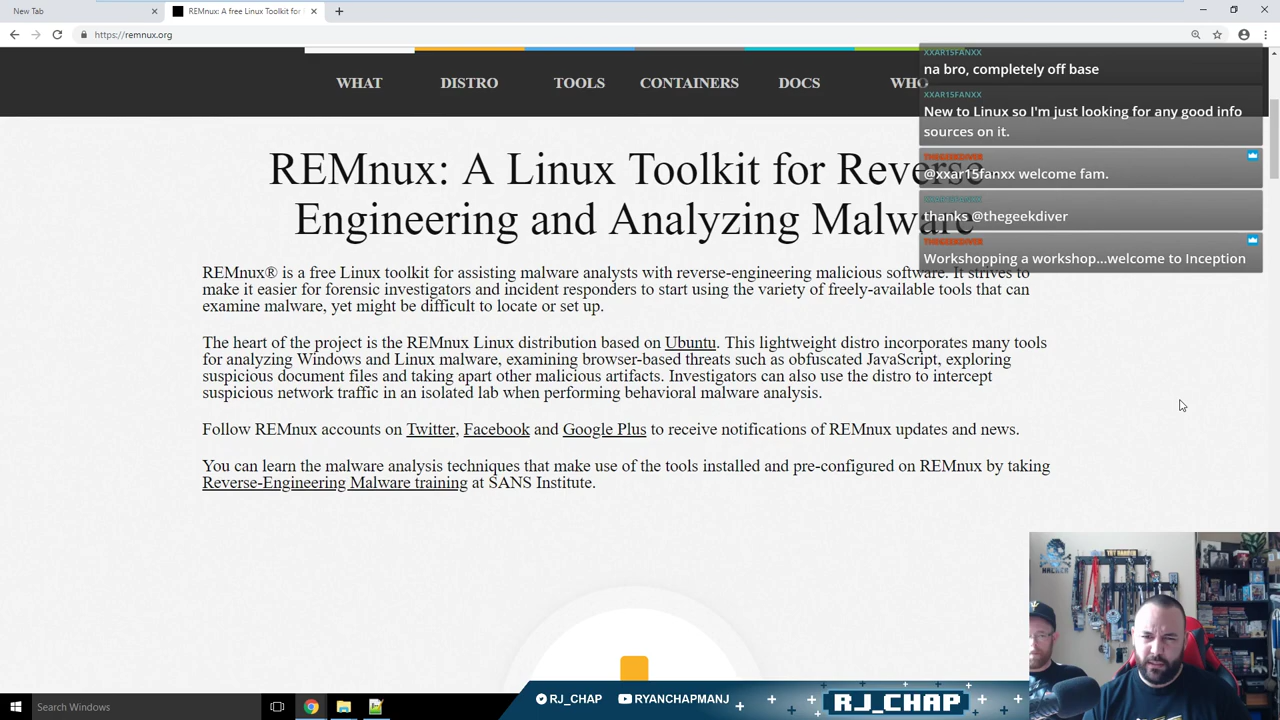 New Tab
REMnux: A free Linux Toolkit for
https://remnux.org
WHAT
DISTRO
TOOLS
CONTAINERS
DOCS
WHO
XXAR15FANXX
na bro, completely off base
XXAR15FANXX
New to Linux so I'm just looking for any good info
sources on it.
THEGEEKDIVER
@xxar15fanxx welcome fam.
XXAR15FANXX
thanks @thegeekdiver
THEGEEKDIVER
Workshopping a workshop...welcome to Inception
REMnux: A Linux Toolkit for Reverse
Engineering and Analyzing Malware
REMnux® is a free Linux toolkit for assisting malware analysts with reverse-engineering malicious software. It strives to
make it easier for forensic investigators and incident responders to start using the variety of freely-available tools that can
examine malware, yet might be difficult to locate or set up.
The heart of the project is the REMnux Linux distribution based on Ubuntu. This lightweight distro incorporates many tools
for analyzing Windows and Linux malware, examining browser-based threats such as obfuscated JavaScript, exploring
suspicious document files and taking apart other malicious artifacts. Investigators can also use the distro to intercept
suspicious network traffic in an isolated lab when performing behavioral malware analysis.
Follow REMnux accounts on Twitter, Facebook and Google Plus to receive notifications of REMnux updates and news.
You can learn the malware analysis techniques that make use of the tools installed and pre-configured on REMnux by taking
Reverse-Engineering Malware training at SANS Institute.
Search Windows
RJ_CHAP
RYANCHAPMANJ
RJ_CHAP